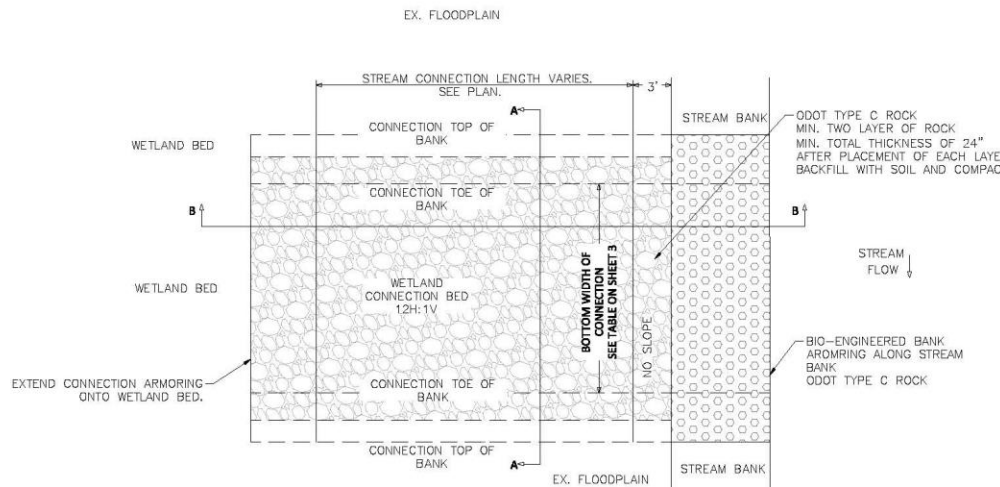 EX. FLOODPLAIN
STREAM CONNECTION LENGTH VARIES.
SEE PLAN.
3'
A
STREAM BANK
CONNECTION TOP OF
BANK
WETLAND BED
ODOT TYPE C ROCK
MIN. TWO LAYER OF ROCK
MIN. TOTAL THICKNESS OF 24"
AFTER PLACEMENT OF EACH LAYE
BACKFILL WITH SOIL AND COMPAC
CONNECTION TOE OF
BANK
B
B
STREAM
FLOW
WETLAND BED
WETLAND
CONNECTION BED
12H:1V
BOTTOM WIDTH OF
CONNECTION
SEE TABLE ON SHEET 3
NO SLOPE
BIO-ENGINEERED BANK
AROMRING ALONG STREAM
BANK
ODOT TYPE C ROCK
EXTEND CONNECTION ARMORING
ONTO WETLAND BED.
CONNECTION TOE OF
BANK
CONNECTION TOP OF
BANK
A
STREAM BANK
EX. FLOODPLAIN